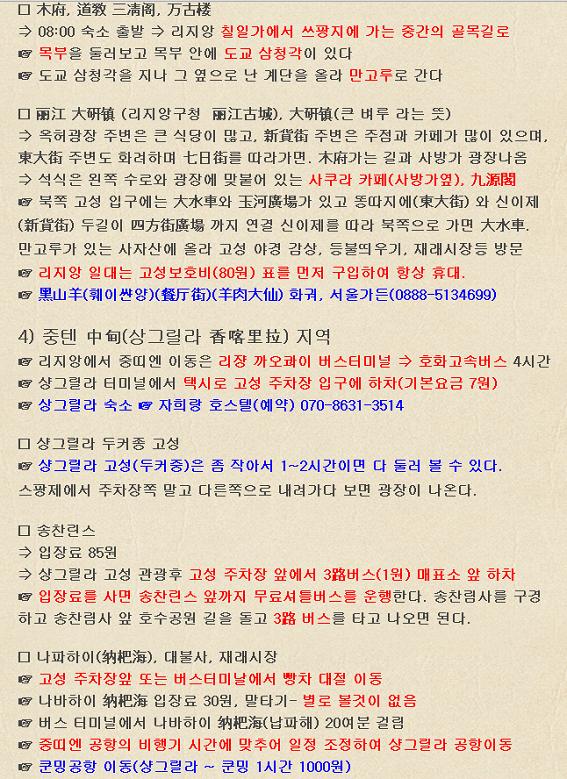 □ 木府, 道敎 三淸阁, 万古楼
⇒ 08:00 숙소 출발 ⇒ 리지앙 칠일가에서 쓰팡지에 가는 중간의 골목길로
☞ 목부을 둘러보고 목부 안에 도교 삼청각이 있다
☞ 도교 삼청각을 지나 그 옆으로 난 계단을 올라 만고루로 간다
□ 丽江 大硏镇 (리지앙구청 丽江古城), 大硏镇(큰 벼루 라는 뜻)
⇒ 옥허광장 주변은 큰 식당이 많고, 新貨街 주변은 주점과 카페가 많이 있으며,
東大街 주변도 화려하며 七日街를 따라가면. 木府가는 길과 사방가 광장나옴
⇒ 석식은 왼쪽 수로와 광장에 맞붙어 있는 사쿠라 카페(사방가옆), 九源閣
☞ 북쪽 고성 입구에는 大水車와 玉河廣場가 있고 똥따지에(東大街) 와 신이제
(新貨街) 두길이 四方街廣場 까지 연결 신이제를 따라 북쪽으로 가면 大水車.
만고루가 있는 사자산에 올라 고성 야경 감상, 등불띄우기, 재래시장등 방문
☞ 리지앙 일대는 고성보호비(80원) 표를 먼저 구입하여 항상 휴대.
☞ 黑山羊(훼이싼양)(餐厅街)(羊肉大仙) 화궈, 서울가든(0888-5134699)
4) 중텐 中甸(샹그릴라 香喀里拉) 지역
☞ 리지앙에서 중띠엔 이동은 리쟝 까오콰이 버스터미널 ⇒ 호화고속버스 4시간
☞ 샹그릴라 터미널에서 택시로 고성 주차장 입구에 하차(기본요금 7원)
☞ 샹그릴라 숙소 ☞ 자희랑 호스텔(예약) 070-8631-3514
□ 샹그릴라 두커종 고성
☞ 샹그릴라 고성(두커중)은 좀 작아서 1~2시간이면 다 둘러 볼 수 있다.
스팡제에서 주차장쪽 말고 다른쪽으로 내려가다 보면 광장이 나온다.
□ 송찬린스
⇒ 입장료 85원
⇒ 샹그릴라 고성 관광후 고성 주차장 앞에서 3路버스(1원) 매표소 앞 하차
☞ 입장료를 사면 송찬린스 앞까지 무료셔틀버스를 운행한다. 송찬림사를 구경
하고 송찬림사 앞 호수공원 길을 돌고 3路 버스를 타고 나오면 된다.
□ 나파하이(纳杷海), 대불사, 재래시장
☞ 고성 주차장앞 또는 버스터미널에서 빵차 대절 이동
☞ 나바하이 纳杷海 입장료 30원, 말타기- 별로 볼것이 없음
☞ 버스 터미널에서 나바하이 纳杷海(납파해) 20여분 걸림
☞ 중띠엔 공항의 비행기 시간에 맞추어 일정 조정하여 샹그릴라 공항이동
☞ 쿤밍공항 이동(샹그릴라 ~ 쿤밍 1시간 1000원)